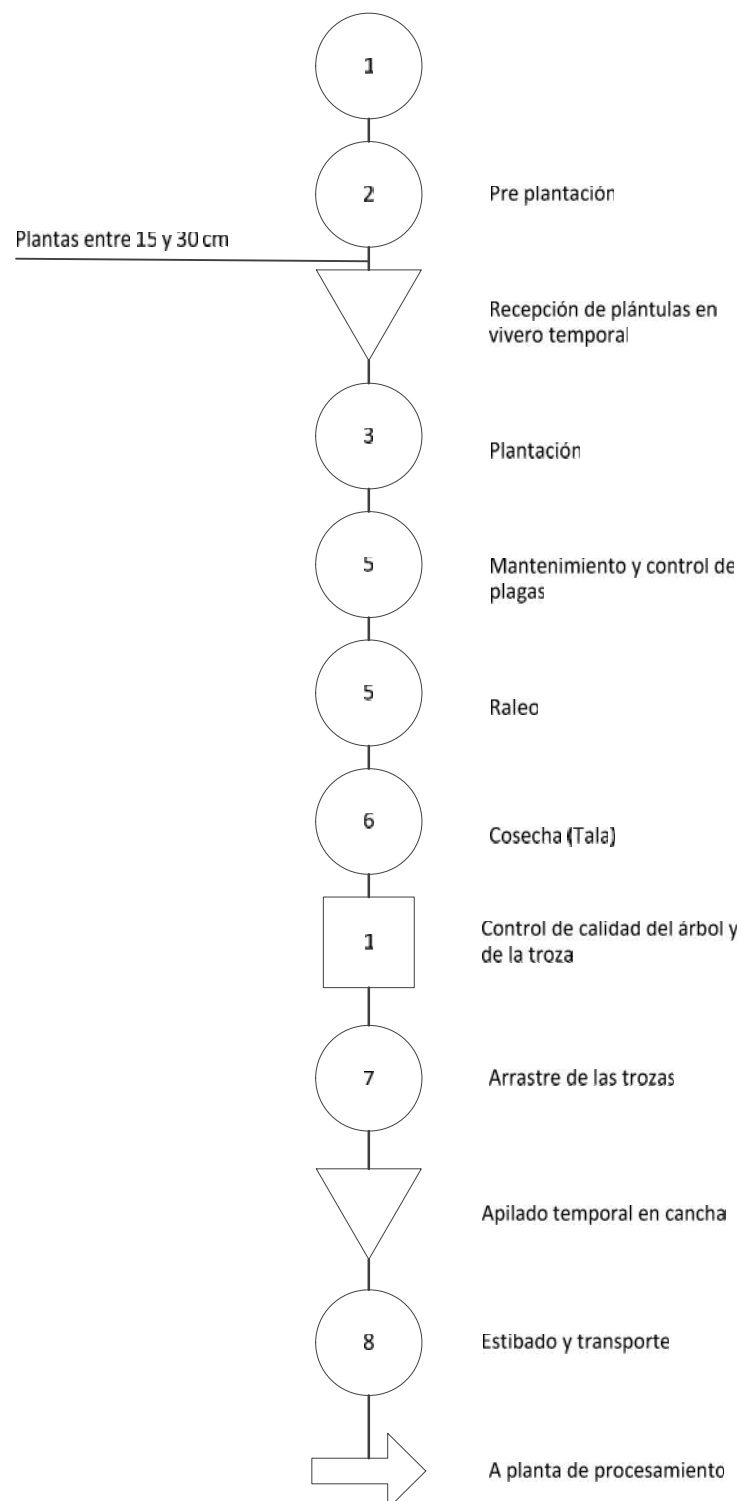 1
2
Pre plantación
Plantas entre 15 y 30 cm
Recepción de plántulas en
vivero temporal
3
Plantación
5
Mantenimiento y control de
plagas
5
Raleo
6
Cosecha (Tala)
1
Control de calidad del árbol y
de la troza
7
Arrastre de las trozas
Apilado temporal en cancha
8
Estibado y transporte
A planta de procesamiento